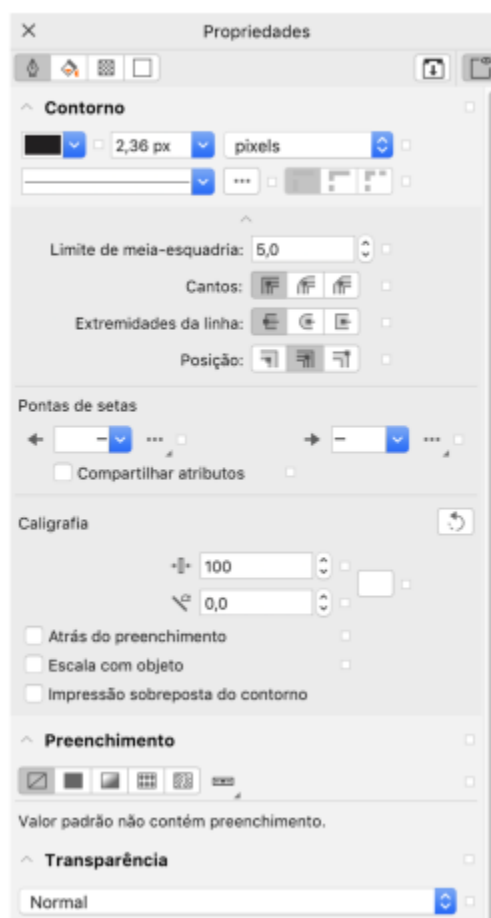 Propriedades
Contorno
2,36 px pixels
Limite de meia-esquadria: 5,0
Cantos:
Extremidades da linha:
Posição:
Pontas de setas
Compartilhar atributos
Caligrafia
100
0,0
Atrás do preenchimento
Escala com objeto
Impressão sobreposta do contorno
Preenchimento
Valor padrão não contém preenchimento.
Transparência
Normal